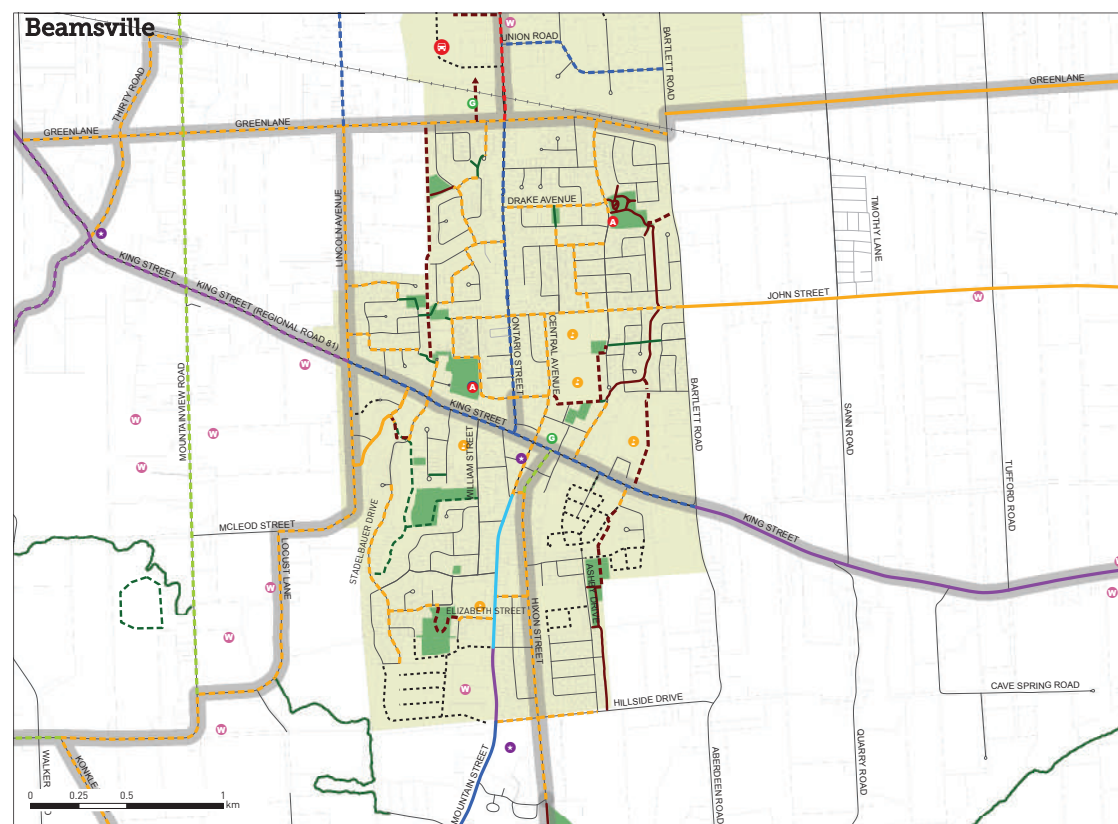 Beamsville
UNION ROAD
BARTLETT ROAD
THIRTY ROAD
GREENLANE
GREENLANE
GREENLANE
LINCOLN AVENUE
DRAKE AVENUE
TIMOTHY LANE
KING STREET
KING STREET (REGIONAL ROAD 81)
JOHN STREET
ONTARIO STREET
CENTRAL AVENUE
MOUNTAINVIEW ROAD
KING STREET
BARTLETT ROAD
SANN ROAD
WILLIAM STREET
TUFFORD ROAD
MCLEOD STREET
KING STREET
STADELBAUER DRIVE
LOCUST LANE
ASHBY DRIVE
ELIZABETH STREET
HIXON STREET
HILLSIDE DRIVE
CAVE SPRING ROAD
MOUNTAIN STREET
ABERDEEN ROAD
QUARRY ROAD
WALKER
KONKLE
0 0.25 0.5 1
km
W
G
A
W
W
A
W
W
W
G
W
W
W
W
W
W
W